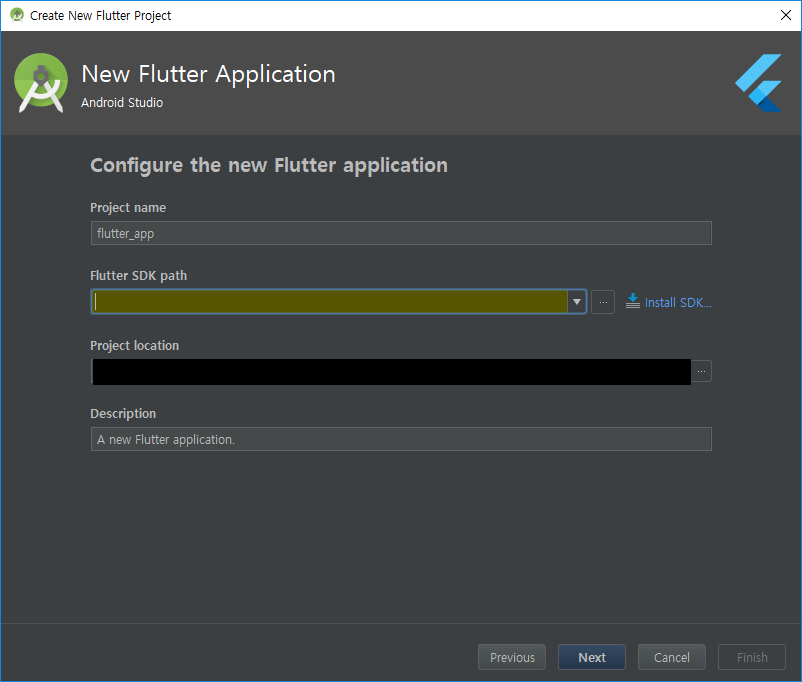 Create New Flutter Project
New Flutter Application
Android Studio
Configure the new Flutter application
Project name
flutter_app
Flutter SDK path
... Install SDK...
Project location
...
Description
A new Flutter application.
Previous Next Cancel Finish